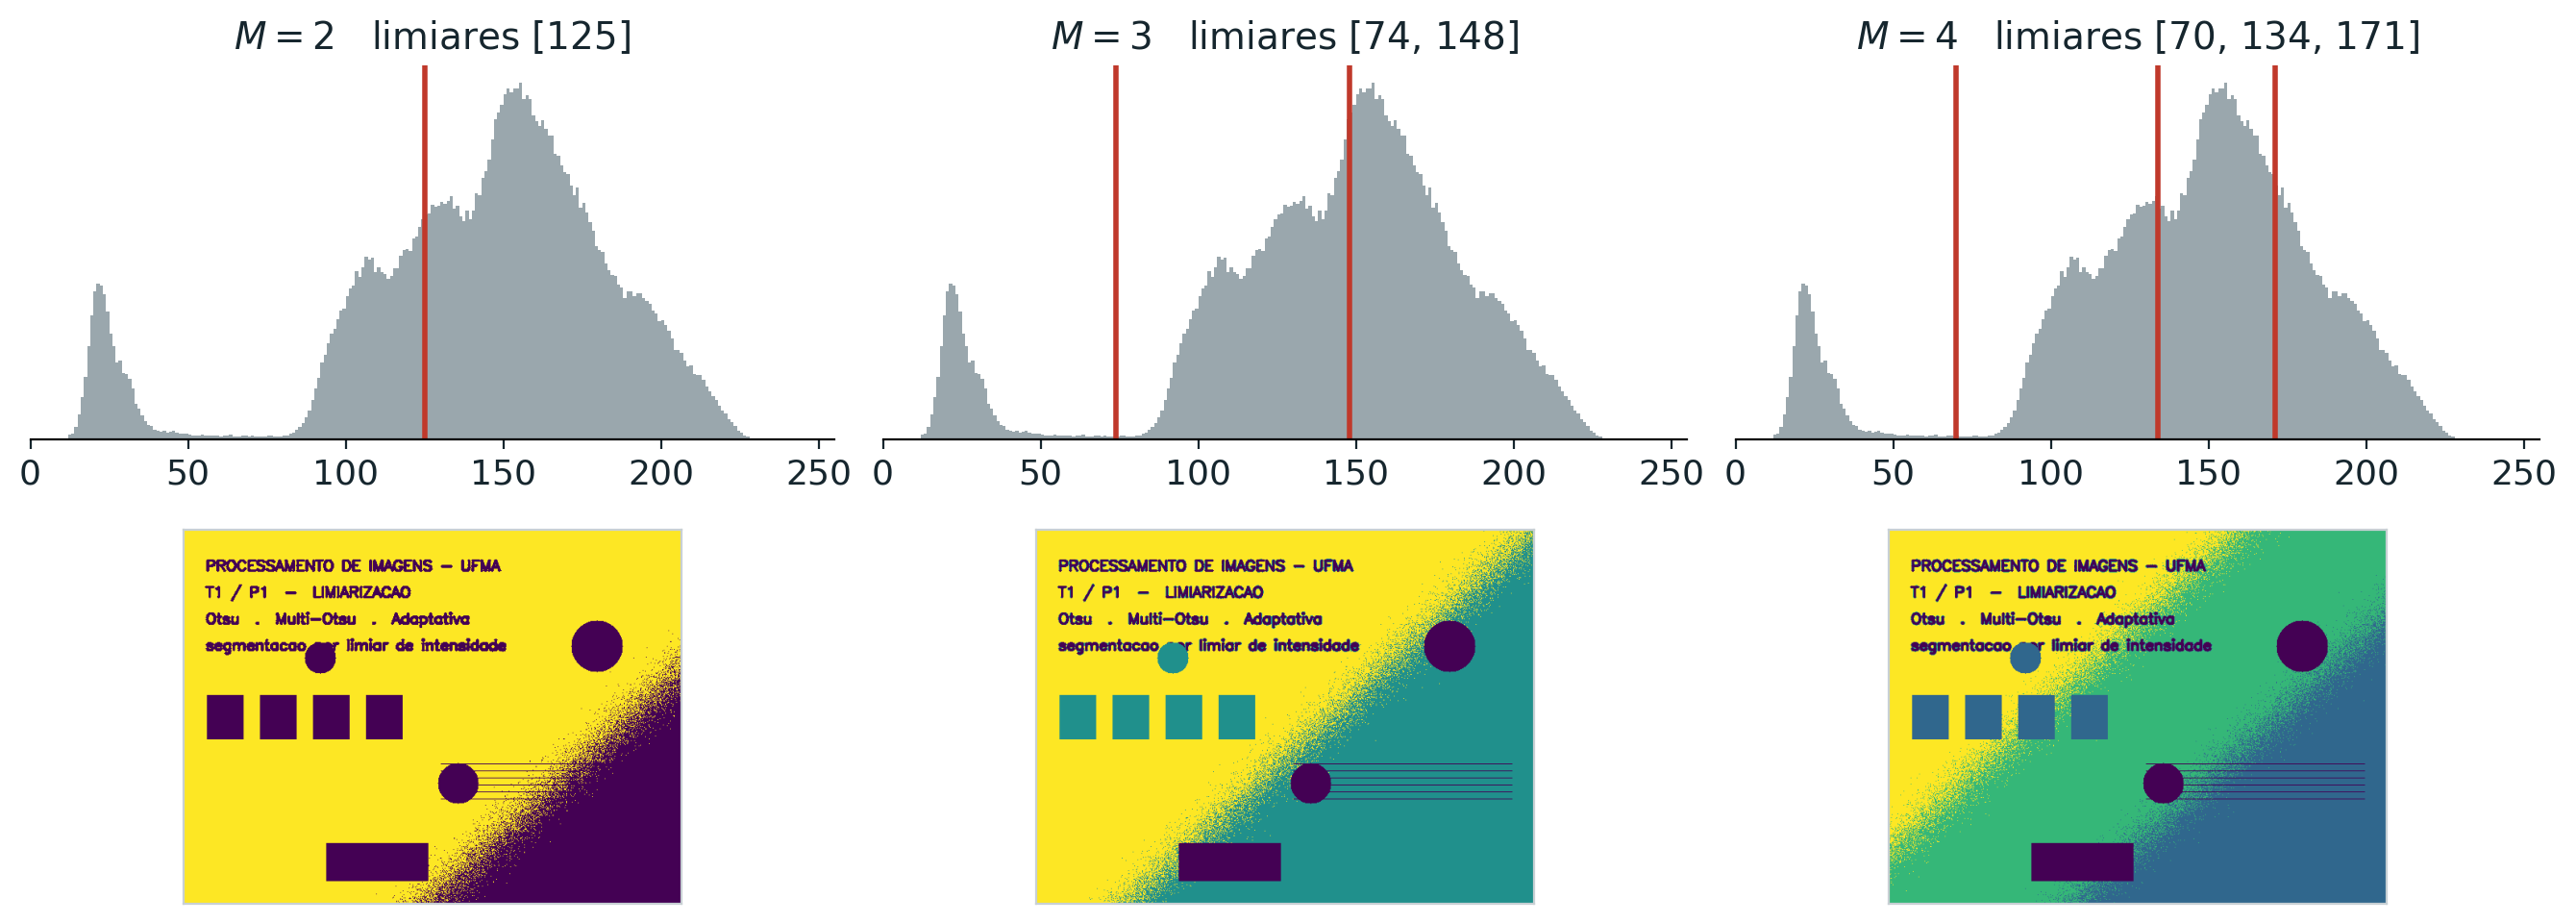 M = 2 limiares [125]
M = 3 limiares [74, 148]
M = 4 limiares [70, 134, 171]
0 50 100 150 200 250
0 50 100 150 200 250
0 50 100 150 200 250
PROCESSAMENTO DE IMAGENS – UFMA
T1 / P1 – LIMIARIZACAO
Otsu . Multi–Otsu . Adaptativa
segmentacao limiar de intensidade
PROCESSAMENTO DE IMAGENS – UFMA
T1 / P1 – LIMIARIZACAO
Otsu . Multi–Otsu . Adaptativa
segmentacao limiar de intensidade
PROCESSAMENTO DE IMAGENS – UFMA
T1 / P1 – LIMIARIZACAO
Otsu . Multi–Otsu . Adaptativa
segmentacao limiar de intensidade